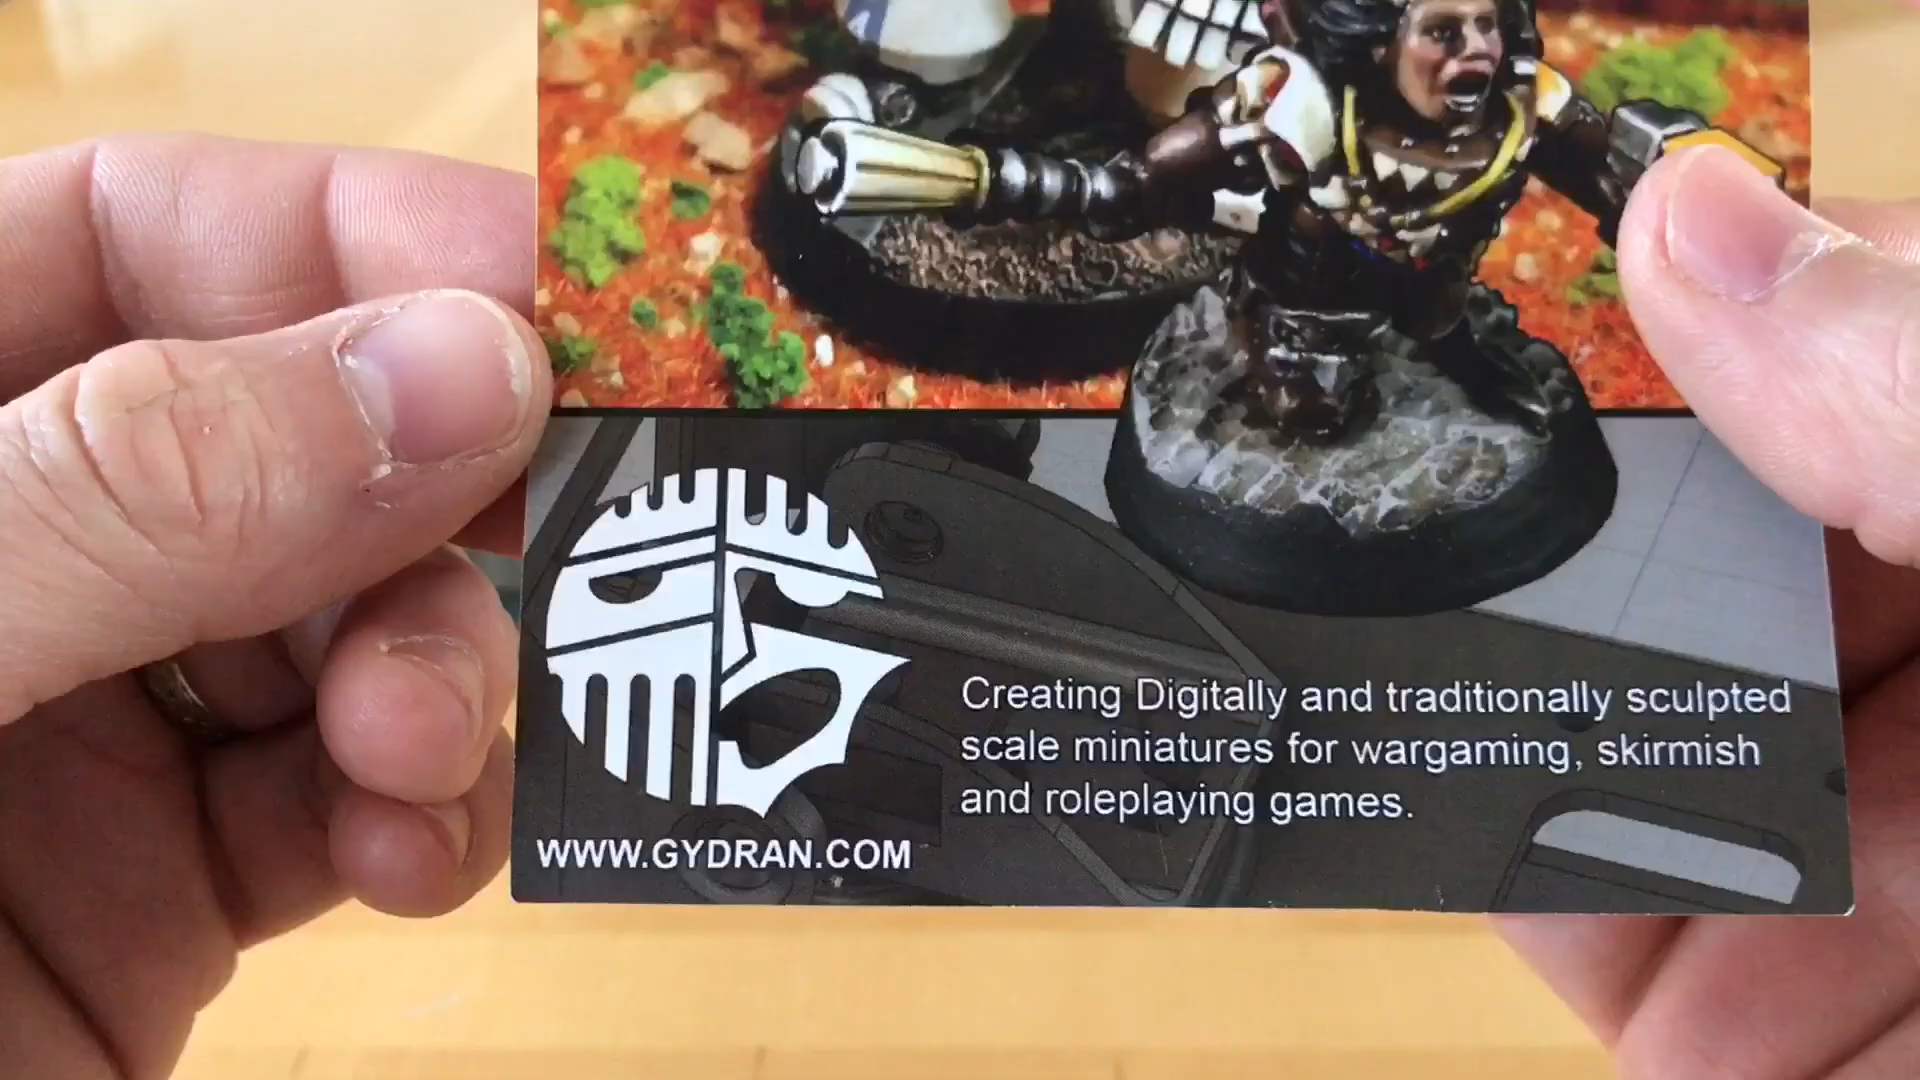 Creating Digitally and traditionally sculpted
scale miniatures for wargaming, skirmish
and roleplaying games.
WWW.GYDRAN.COM